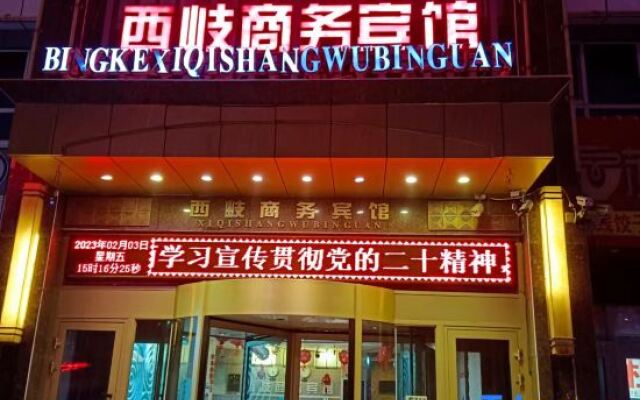 西岐商务宾馆
BINGKEXIQISHANGWUBINGUAN
西岐商务宾馆
XIQISHANGWUBINGUAN
2023年02月03日
星期五
15时16分25秒
学习宣传贯彻党的二十精神